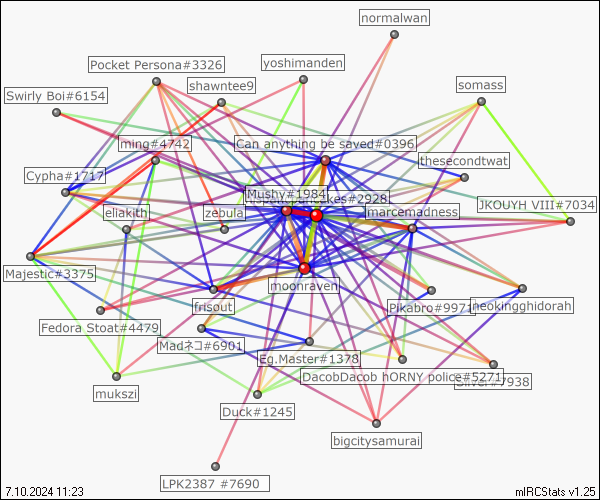 normalwan
yoshimanden
Pocket Persona#3326
shawntee9
somass
Swirly Boi#6154
ming#4742
Can anything be saved#0396
thesecondtwat
Cypha#1717
Mushy#1984
kes#2928
JKOUYH VIII#7034
eliakith
zebula
marcemadness
Majestic#3375
moonraven
frisout
Pikabro#9971
neokingghidorah
Fedora Stoat#4479
Madネコ#6901
Eg.Master#1378
DacobDacob hORNY police#5271
#7938
mukszi
Duck#1245
bigcitysamurai
LPK2387 #7690
7.10.2024 11:23
mIRCStats v1.25